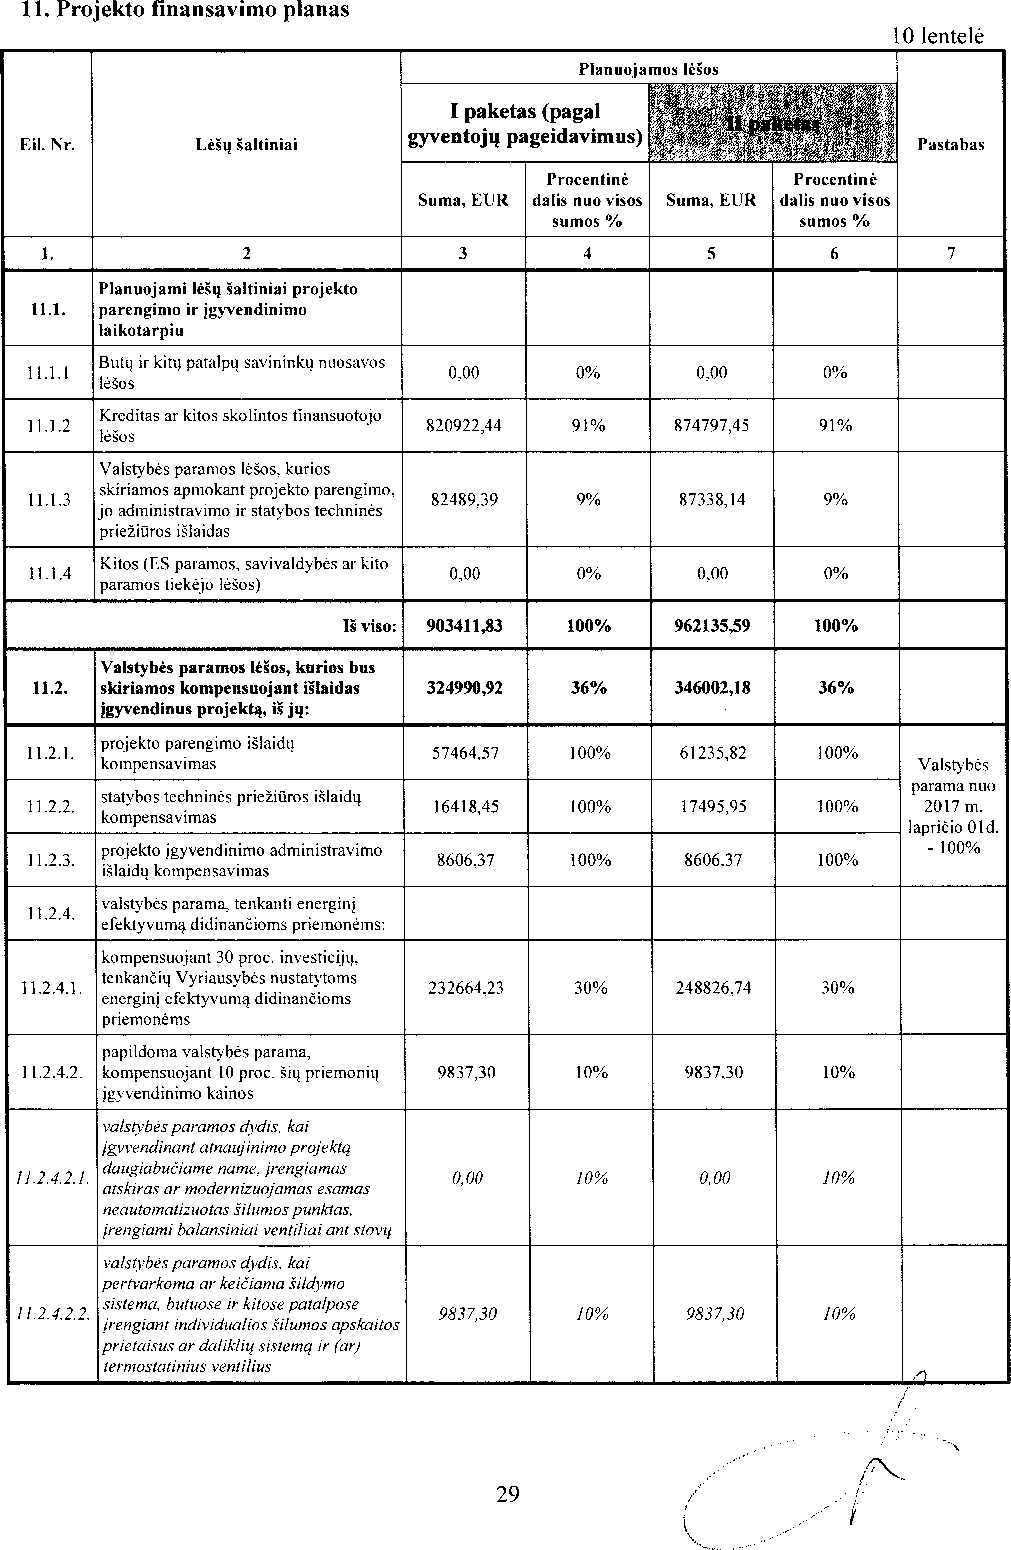 11. Projekto finansavimo planas
10 lentelė
Eil. Nr.
Lėšų šaltiniai
Planuojamos lėšos
Pastabas
I paketas (pagal
gyventojų pageidavimus)
II paketas
Suma, EUR
Procentinė
dalis nuo visos
sumos %
Suma, EUR
Procentinė
dalis nuo visos
sumos %
1. 2 3 4 5 6 7
11.1.
Planuojami lėšų šaltiniai projekto
parengimo ir įgyvendinimo
laikotarpiu
11.1.1
Butų ir kitų patalpų savininkų nuosavos
lėšos
0,00 0% 0,00 0%
11.1.2
Kreditas ar kitos skolintos finansuotojo
lėšos
820922,44 91% 874797,45 91%
11.1.3
Valstybės paramos lėšos, kurios
skiriamos apmokant projekto parengimo,
jo administravimo ir statybos techninės
priežiūros išlaidas
82489,39 9% 87338,14 9%
11.1.4
Kitos (ES paramos, savivaldybės ar kito
paramos tiekėjo lėšos)
0,00 0% 0,00 0%
Iš viso: 903411,83 100% 962135,59 100%
11.2.
Valstybės paramos lėšos, kurios bus
skiriamos kompensuojant išlaidas
įgyvendinus projektą, iš jų:
324990,92 36% 346002,18 36%
11.2.1.
projekto parengimo išlaidų
kompensavimas
57464,57 100% 61235,82 100%
Valstybės
parama nuo
2017 m.
lapričio 01d.
- 100%
11.2.2.
statybos techninės priežiūros išlaidų
kompensavimas
16418,45 100% 17495,95 100%
11.2.3.
projekto įgyvendinimo administravimo
išlaidų kompensavimas
8606,37 100% 8606,37 100%
11.2.4.
valstybės parama, tenkanti energinį
efektyvumą didinančioms priemonėms:
11.2.4.1.
kompensuojant 30 proc. investicijų,
tenkančių Vyriausybės nustatytoms
energinį efektyvumą didinančioms
priemonėms
232664,23 30% 248826,74 30%
11.2.4.2.
papildoma valstybės parama,
kompensuojant 10 proc. šių priemonių
įgyvendinimo kainos
9837,30 10% 9837,30 10%
11.2.4.2.1.
valstybės paramos dydis, kai
įgyvendinant atnaujinimo projektą
daugiabučiame name, įrengiamas
atskiras ar modernizuojamas esamas
neautomatizuotas šilumos punktas,
įrengiami balansiniai ventiliai ant stovų
0,00 10% 0,00 10%
11.2.4.2.2.
valstybės paramos dydis, kai
pertvarkoma ar keičiama šildymo
sistema, butuose ir kitose patalpose
įrengiant individualios šilumos apskaitos
prietaisus ar daliklių sistemą ir (ar)
termostatinius ventilius
9837,30 10% 9837,30 10%
29